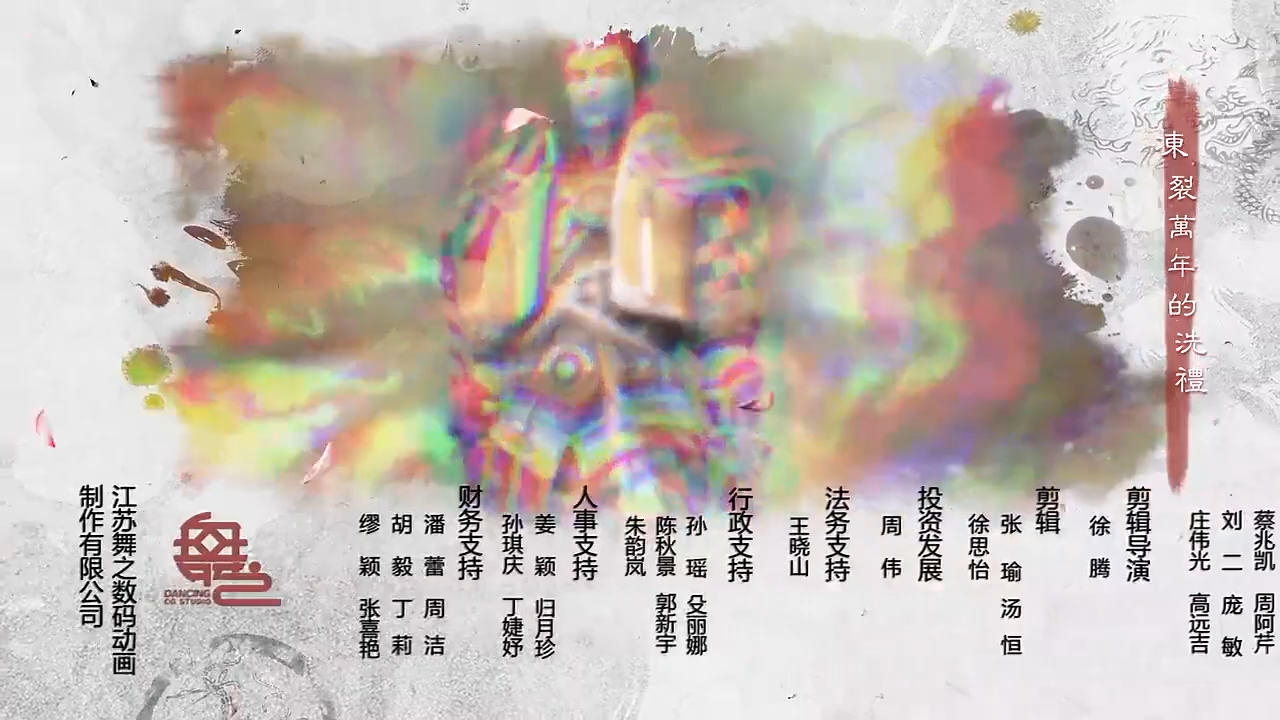 東裂萬年的洗禮
蔡兆凯 周阿芹
刘二 庞敏
庄伟光 高远吉
剪辑导演
徐腾
剪辑
张瑜 汤恒
徐思怡
投资发展
周伟
法务支持
王晓山
行政支持
孙瑶 殳丽娜
陈秋景 郭新宇
朱韵岚
人事支持
姜颖 归月珍
孙琪庆 丁婕妤
财务支持
潘蕾 周洁
胡毅 丁莉
缪颖 张喜艳
DANCING
CG STUDIO
江苏舞之数码动画
制作有限公司